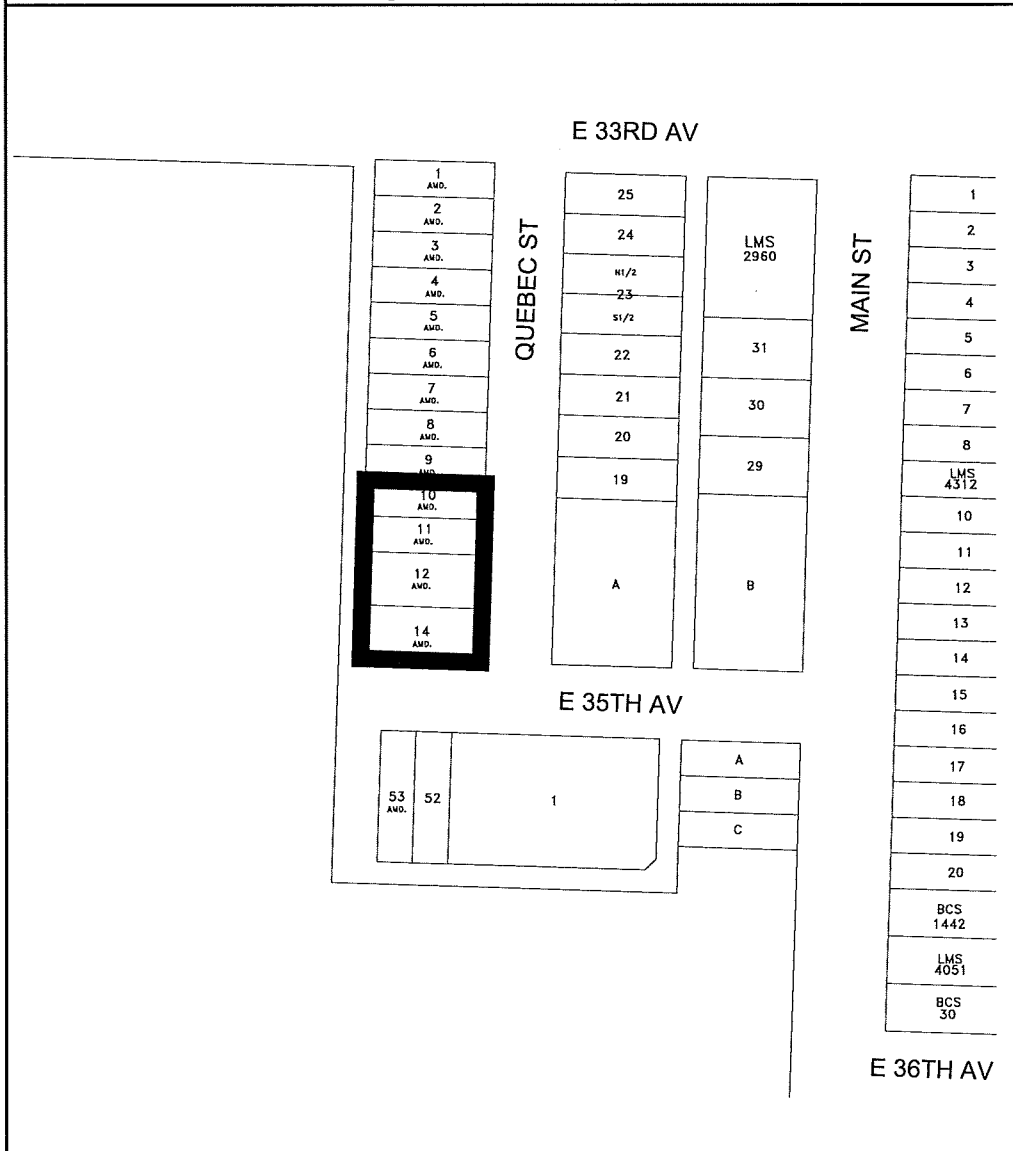 E 33RD AV
QUEBEC ST
MAIN ST
1
AMD.
2
AMD.
3
AMD.
4
AMD.
5
AMD.
6
AMD.
7
AMD.
8
AMD.
9
AMD.
10
AMD.
11
AMD.
12
AMD.
14
AMD.
25
24
N1/2
23
S1/2
22
21
20
19
A
LMS
2960
31
30
29
B
1
2
3
4
5
6
7
8
LMS
4312
10
11
12
13
14
15
16
17
18
19
20
BCS
1442
LMS
4051
BCS
30
E 35TH AV
53
AMD.
52
1
A
B
C
E 36TH AV